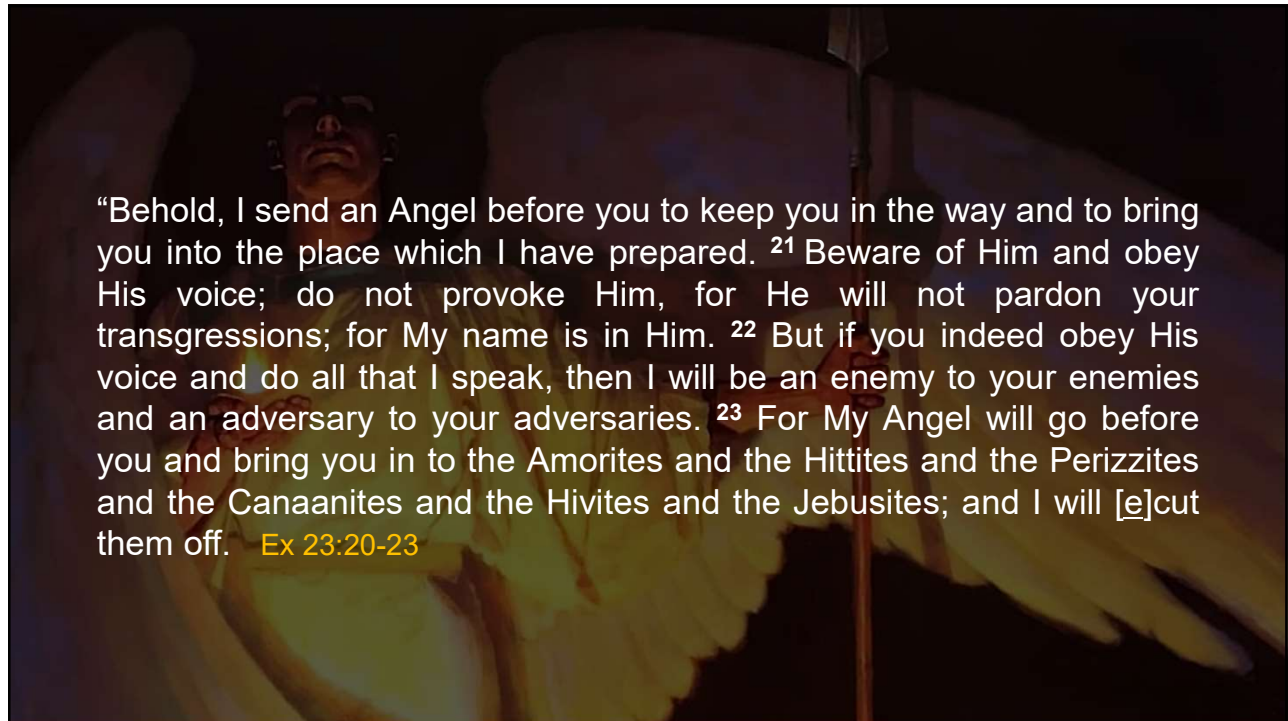 “Behold, I send an Angel before you to keep you in the way and to bring
you into the place which I have prepared. 21 Beware of Him and obey
His voice; do not provoke Him, for He will not pardon your
transgressions; for My name is in Him. 22 But if you indeed obey His
voice and do all that I speak, then I will be an enemy to your enemies
and an adversary to your adversaries. 23 For My Angel will go before
you and bring you in to the Amorites and the Hittites and the Perizzites
and the Canaanites and the Hivites and the Jebusites; and I will [e]cut
them off. Ex 23:20-23